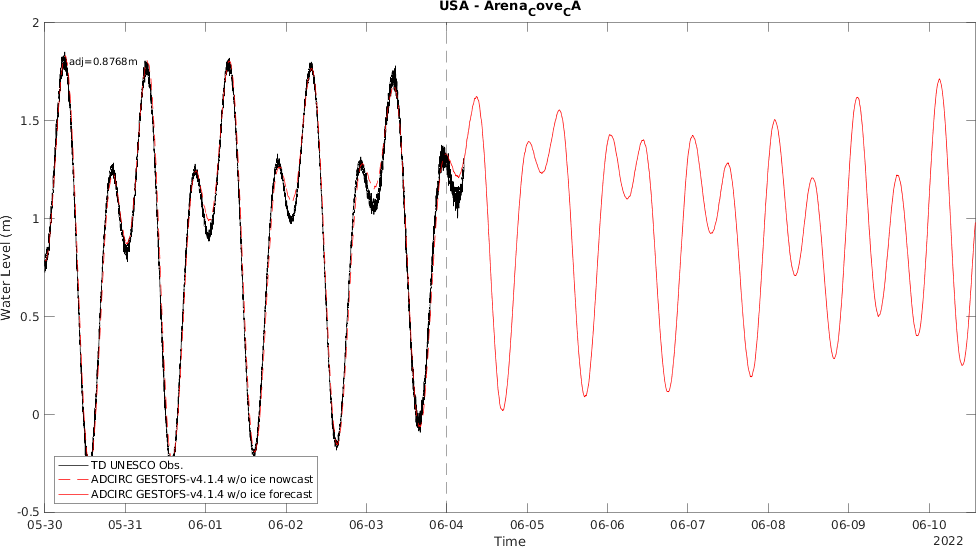 USA - ArenaCoveCA
adj=0.8768m
2
1.5
1
0.5
0
-0.5
Water Level (m)
TD UNESCO Obs.
ADCIRC GESTOFS-v4.1.4 w/o ice nowcast
ADCIRC GESTOFS-v4.1.4 w/o ice forecast
05-30 05-31 06-01 06-02 06-03 06-04 06-05 06-06 06-07 06-08 06-09 06-10
Time
2022